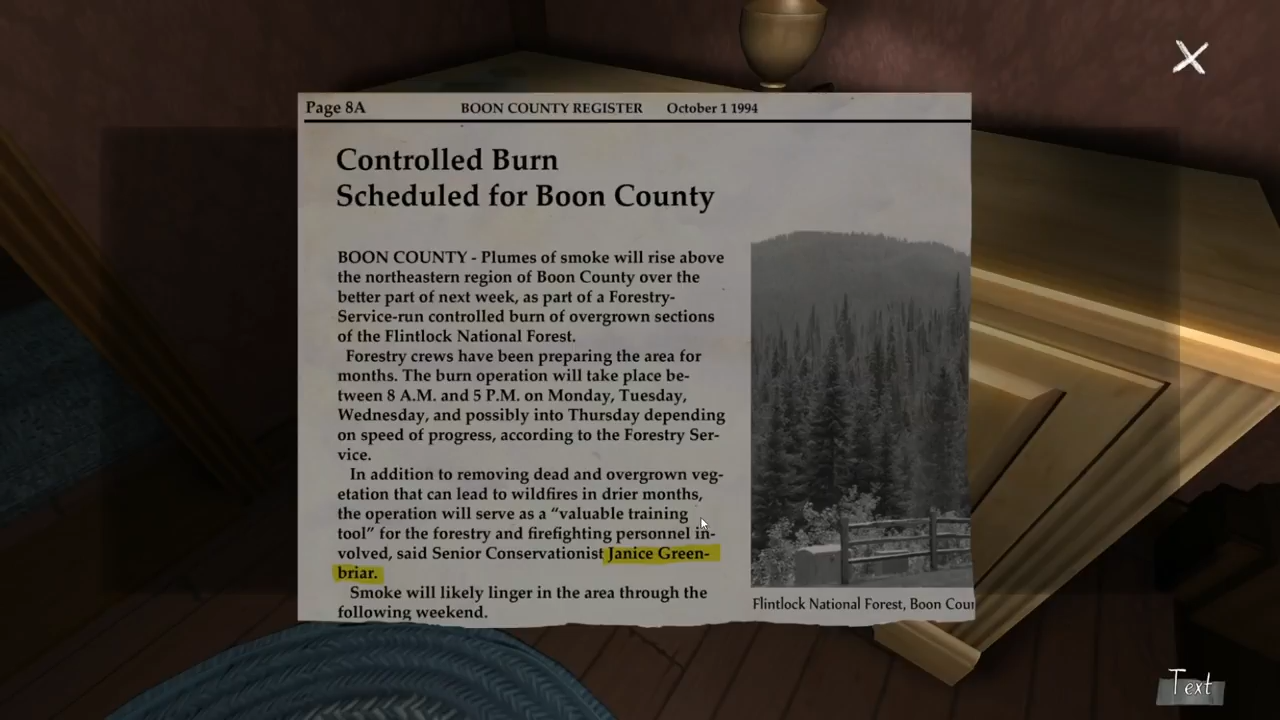 Page 8A BOON COUNTY REGISTER October 1 1994
Controlled Burn
Scheduled for Boon County
BOON COUNTY - Plumes of smoke will rise above
the northeastern region of Boon County over the
better part of next week, as part of a Forestry-
Service-run controlled burn of overgrown sections
of the Flintlock National Forest.
Forestry crews have been preparing the area for
months. The burn operation will take place be-
tween 8 A.M. and 5 P.M. on Monday, Tuesday,
Wednesday, and possibly into Thursday depending
on speed of progress, according to the Forestry Ser-
vice.
In addition to removing dead and overgrown veg-
etation that can lead to wildfires in drier months,
the operation will serve as a “valuable training
tool” for the forestry and firefighting personnel in-
volved, said Senior Conservationist Janice Green-
briar.
Smoke will likely linger in the area through the
following weekend.
Flintlock National Forest, Boon Cour
Text